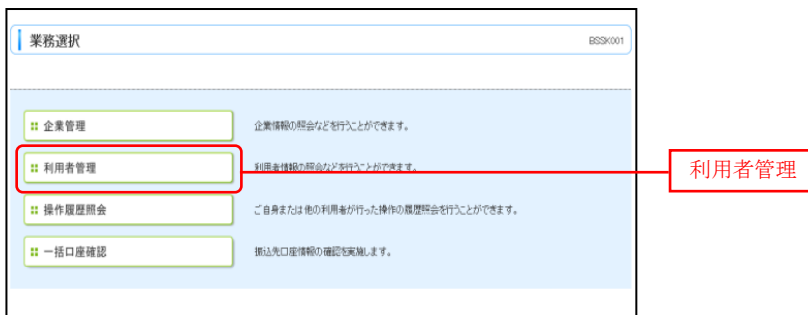 業務選択
BSSK001
企業管理
企業情報の照会などを行うことができます。
利用者管理
利用者情報の照会などを行うことができます。
利用者管理
操作履歴照会
ご自身または他の利用者が行った操作の履歴照会を行うことができます。
一括口座確認
振込先口座情報の確認を実施します。